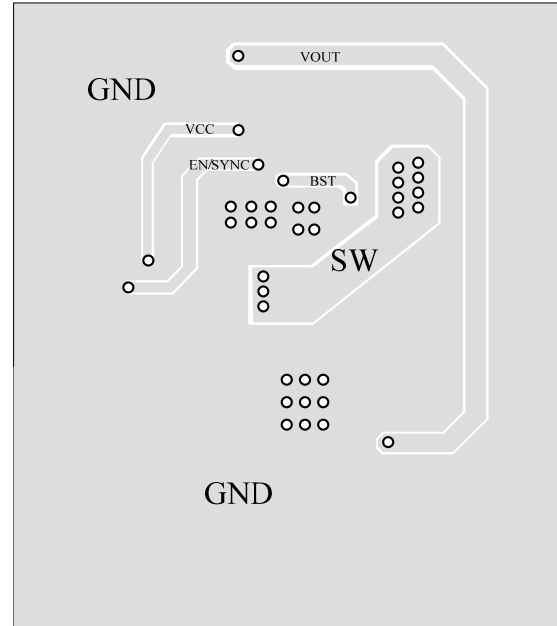 VOUT
GND
VCC
EN/SYNC
BST
SW
GND